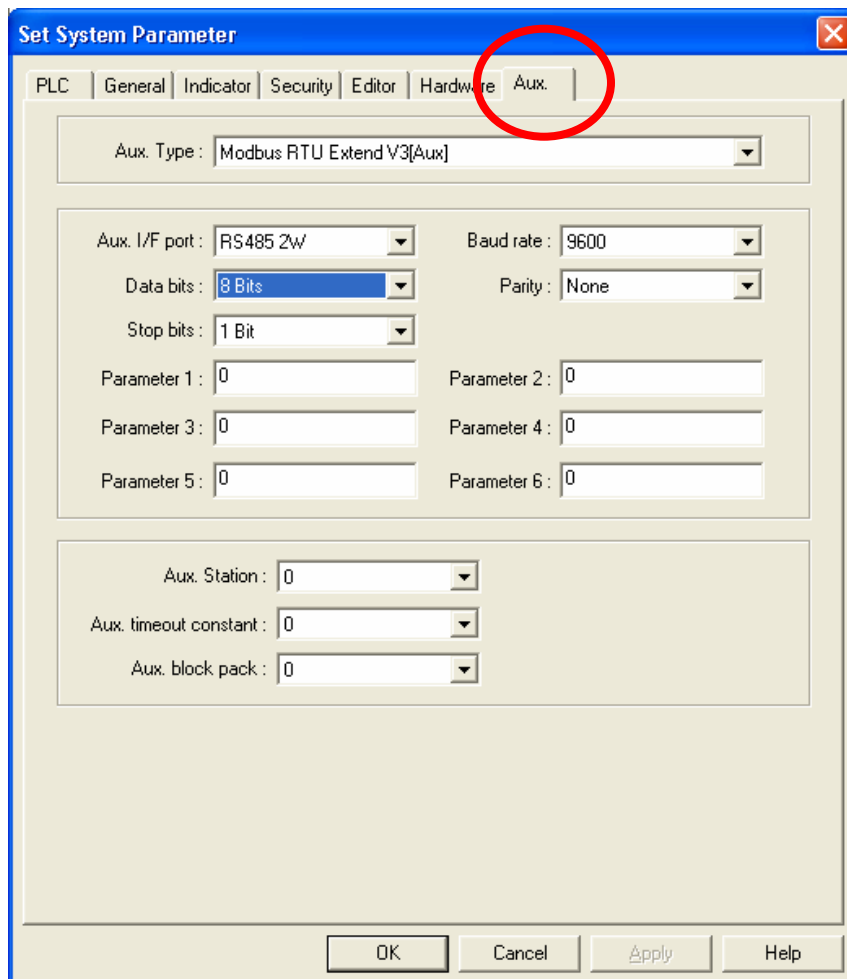 Set System Parameter
PLC General Indicator Security Editor Hardware Aux.
Aux. Type : Modbus RTU Extend V3[Aux]
Aux. I/F port : RS485 2W Baud rate : 9600
Data bits : 8 Bits Parity : None
Stop bits : 1 Bit
Parameter 1 : 0 Parameter 2 : 0
Parameter 3 : 0 Parameter 4 : 0
Parameter 5 : 0 Parameter 6 : 0
Aux. Station : 0
Aux. timeout constant : 0
Aux. block pack : 0
OK Cancel Apply Help